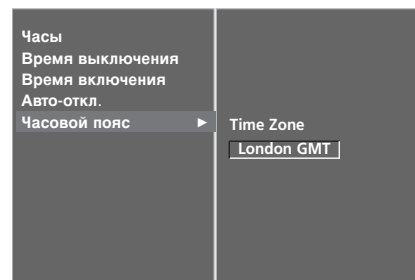 Часы
Время выключения
Время включения
Авто-откл.
Часовой пояс ►
Time Zone
London GMT